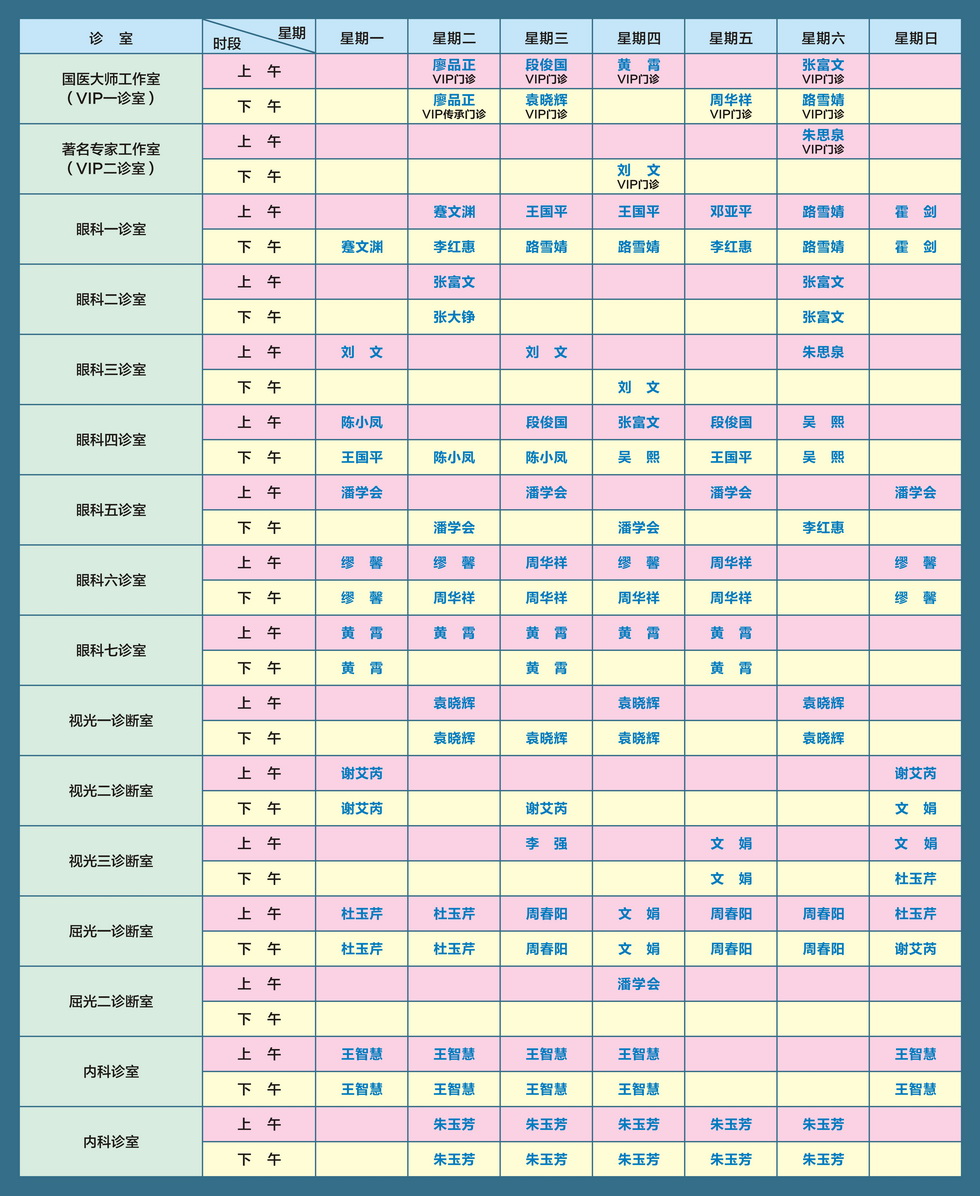 诊 室 时段 星期 星期一 星期二 星期三 星期四 星期五 星期六 星期日
国医大师工作室
（VIP一诊室）
上 午 廖品正 段俊国 黄 霄 张富文
VIP门诊 VIP门诊 VIP门诊 VIP门诊
下 午 廖品正 袁晓辉 周华祥 路雪婧
VIP传承门诊 VIP门诊 VIP门诊 VIP门诊
著名专家工作室
（VIP二诊室）
上 午 朱思泉
VIP门诊
下 午 刘 文
VIP门诊
眼科一诊室
上 午 蹇文渊 王国平 王国平 邓亚平 路雪婧 霍 剑
下 午 蹇文渊 李红惠 路雪婧 路雪婧 李红惠 路雪婧 霍 剑
眼科二诊室
上 午 张富文 张富文
下 午 张大铮 张富文
眼科三诊室
上 午 刘 文 刘 文 朱思泉
下 午 刘 文
眼科四诊室
上 午 陈小凤 段俊国 张富文 段俊国 吴 熙
下 午 王国平 陈小凤 陈小凤 吴 熙 王国平 吴 熙
眼科五诊室
上 午 潘学会 潘学会 潘学会 潘学会
下 午 潘学会 潘学会 李红惠
眼科六诊室
上 午 缪 馨 缪 馨 周华祥 缪 馨 周华祥 缪 馨
下 午 缪 馨 周华祥 周华祥 周华祥 周华祥 缪 馨
眼科七诊室
上 午 黄 霄 黄 霄 黄 霄 黄 霄 黄 霄
下 午 黄 霄 黄 霄 黄 霄
视光一诊断室
上 午 袁晓辉 袁晓辉 袁晓辉
下 午 袁晓辉 袁晓辉 袁晓辉 袁晓辉
视光二诊断室
上 午 谢艾芮 谢艾芮
下 午 谢艾芮 谢艾芮 文 娟
视光三诊断室
上 午 李 强 文 娟 文 娟
下 午 文 娟 杜玉芹
屈光一诊断室
上 午 杜玉芹 杜玉芹 周春阳 文 娟 周春阳 周春阳 杜玉芹
下 午 杜玉芹 杜玉芹 周春阳 文 娟 周春阳 周春阳 谢艾芮
屈光二诊断室
上 午 潘学会
下 午
内科诊室
上 午 王智慧 王智慧 王智慧 王智慧 王智慧
下 午 王智慧 王智慧 王智慧 王智慧 王智慧
内科诊室
上 午 朱玉芳 朱玉芳 朱玉芳 朱玉芳 朱玉芳
下 午 朱玉芳 朱玉芳 朱玉芳 朱玉芳 朱玉芳